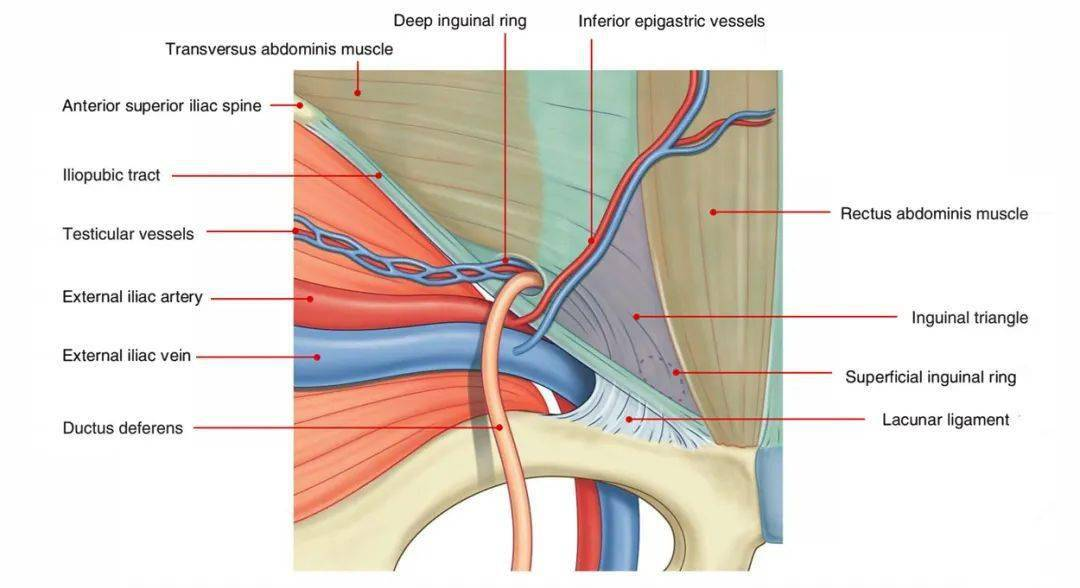 Deep inguinal ring
Inferior epigastric vessels
Transversus abdominis muscle
Anterior superior iliac spine
Iliopubic tract
Testicular vessels
External iliac artery
External iliac vein
Ductus deferens
Rectus abdominis muscle
Inguinal triangle
Superficial inguinal ring
Lacunar ligament